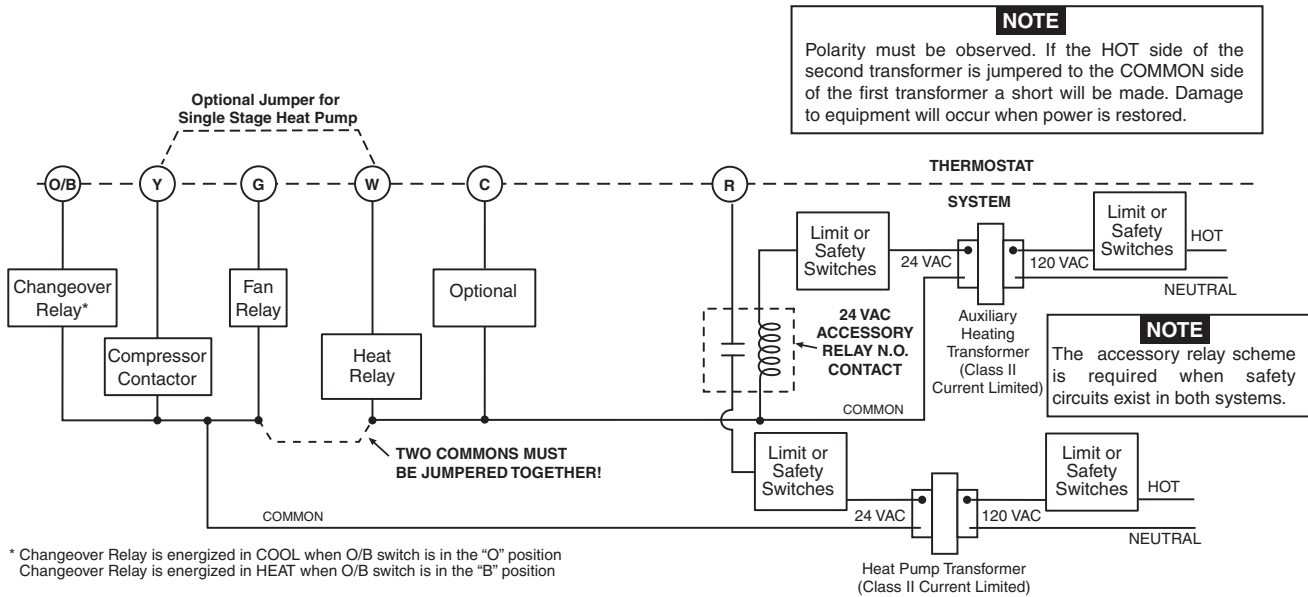 NOTE
Polarity must be observed. If the HOT side of the
second transformer is jumpered to the COMMON side
of the first transformer a short will be made. Damage
to equipment will occur when power is restored.
Optional Jumper for
Single Stage Heat Pump
O/B
Y
G
W
C
R
THERMOSTAT
SYSTEM
Changeover
Relay*
Compressor
Contactor
Fan
Relay
Heat
Relay
Optional
24 VAC
ACCESSORY
RELAY N.O.
CONTACT
Limit or
Safety
Switches
24 VAC
120 VAC
Limit or
Safety
Switches
HOT
NEUTRAL
Auxiliary
Heating
Transformer
(Class II
Current Limited)
NOTE
The accessory relay scheme
is required when safety
circuits exist in both systems.
COMMON
TWO COMMONS MUST
BE JUMPERED TOGETHER!
Limit or
Safety
Switches
24 VAC
120 VAC
Limit or
Safety
Switches
HOT
NEUTRAL
COMMON
Heat Pump Transformer
(Class II Current Limited)
* Changeover Relay is energized in COOL when O/B switch is in the “O” position
Changeover Relay is energized in HEAT when O/B switch is in the “B” position